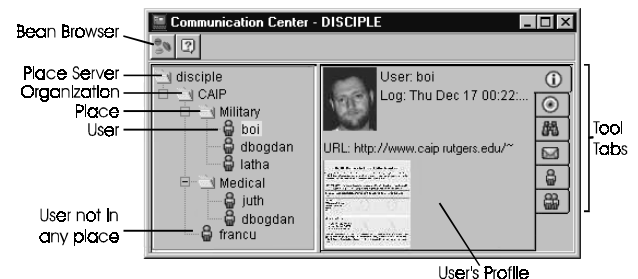 Communication Center - DISCIPLE
Bean Browser
Place Server
Organization
Place
User
User not in
any place
disciple
CAIP
Military
boi
dbogdan
latha
Medical
juth
dbogdan
francu
User: boi
Log: Thu Dec 17 00:22:...
URL: http://www.caip rutgers.edu/~
Tool
Tabs
User's Profile